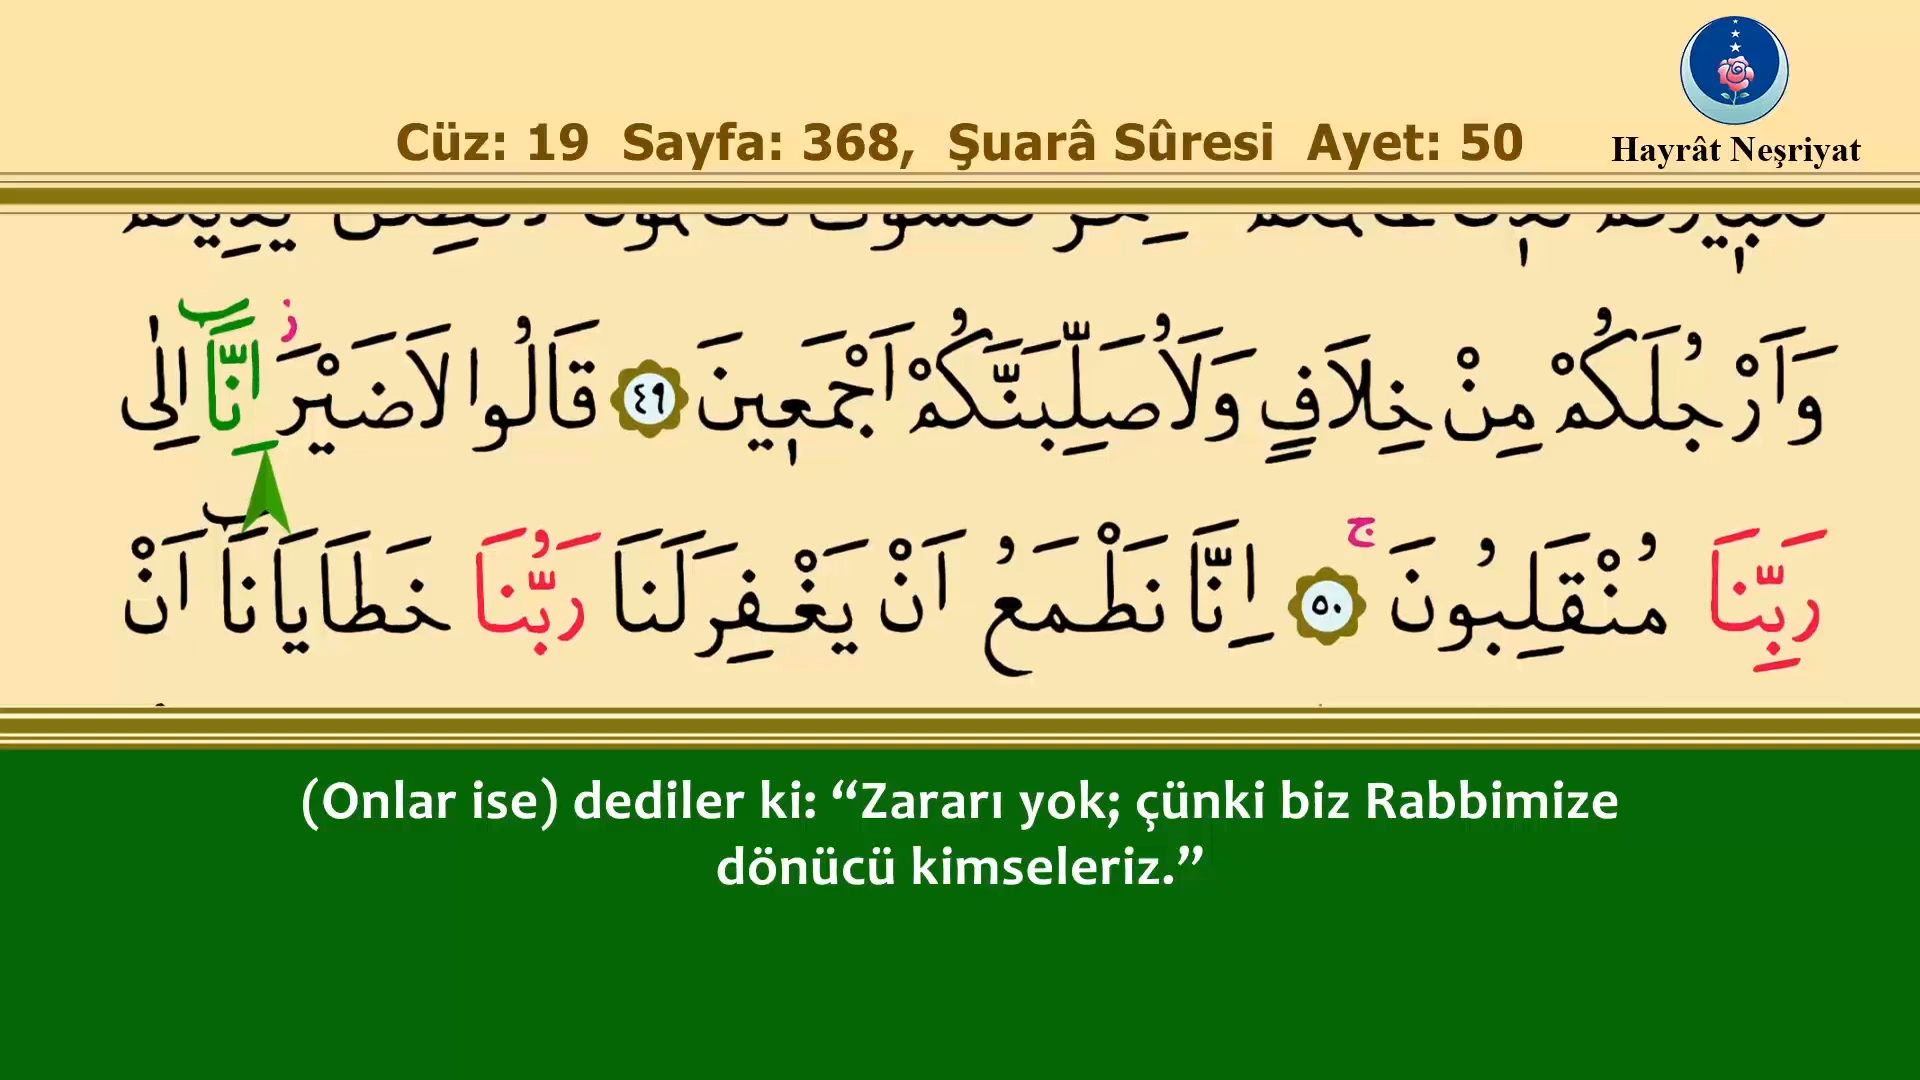 Cüz: 19 Sayfa: 368, Şuarâ Sûresi Ayet: 50
Hayrât Neşriyat
وَاَرْجُلَكُمْ مِنْ خِلَافٍ وَلَاُصَلِّبَنَّكُمْ اَجْمَعٖينَ ﴿٤٩﴾ قَالُوا لَا ضَيْرَ ز اِنَّٓا اِلٰى
رَبِّنَا مُنْقَلِبُونَ ج ﴿٥٠﴾ اِنَّا نَطْمَعُ اَنْ يَغْفِرَ لَنَا رَبُّنَا خَطَايَانَٓا اَنْ
(Onlar ise) dediler ki: “Zararı yok; çünki biz Rabbimize
dönücü kimseleriz.”